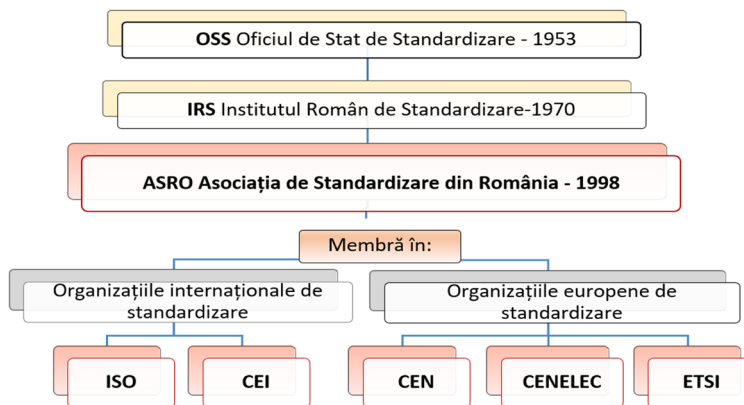 OSS Oficiul de Stat de Standardizare - 1953
IRS Institutul Român de Standardizare-1970
ASRO Asociația de Standardizare din România - 1998
Membră în:
Organizațiile internaționale de
standardizare
Organizațiile europene de
standardizare
ISO
CEI
CEN
CENELEC
ETSI